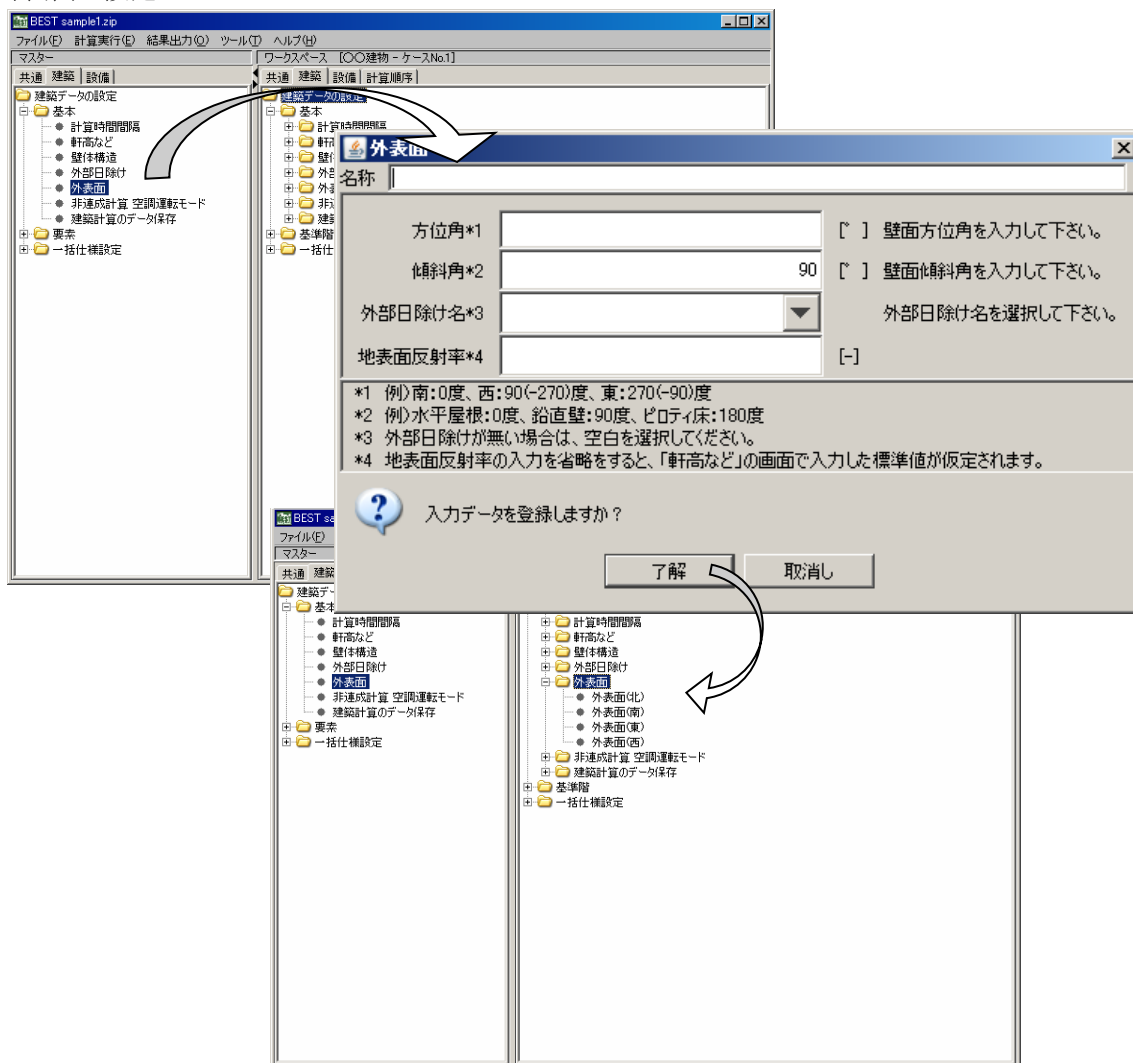 BEST sample1.zip
ファイル(F) 計算実行(E) 結果出力(O) ツール(T) ヘルプ(H)
マスター
ワークスペース [〇〇建物 - ケースNo.1]
共通 建築 設備
共通 建築 設備 計算順序
建築データの設定
基本
計算時間間隔
軒高など
壁体構造
外部日除け
外表面
非連成計算 空調運転モード
建築計算のデータ保存
要素
一括仕様設定
建築データの設定
基本
計算時間間隔
基準階
外表面
名称
方位角*1 [°] 壁面方位角を入力して下さい。
傾斜角*2 90 [°] 壁面傾斜角を入力して下さい。
外部日除け名*3 外部日除け名を選択して下さい。
地表面反射率*4 [-]
*1 例)南:0度、西:90(-270)度、東:270(-90)度
*2 例)水平屋根:0度、鉛直壁:90度、ピロティ床:180度
*3 外部日除けが無い場合は、空白を選択してください。
*4 地表面反射率の入力を省略をすると、「軒高など」の画面で入力した標準値が仮定されます。
入力データを登録しますか?
了解 取消し
ファイル(F)
マスター
共通 建築
基本
計算時間間隔
軒高など
壁体構造
外部日除け
外表面
非連成計算 空調運転モード
建築計算のデータ保存
要素
一括仕様設定
計算時間間隔
軒高など
壁体構造
外部日除け
外表面
外表面(北)
外表面(南)
外表面(東)
外表面(西)
非連成計算 空調運転モード
建築計算のデータ保存
基準階
一括仕様設定